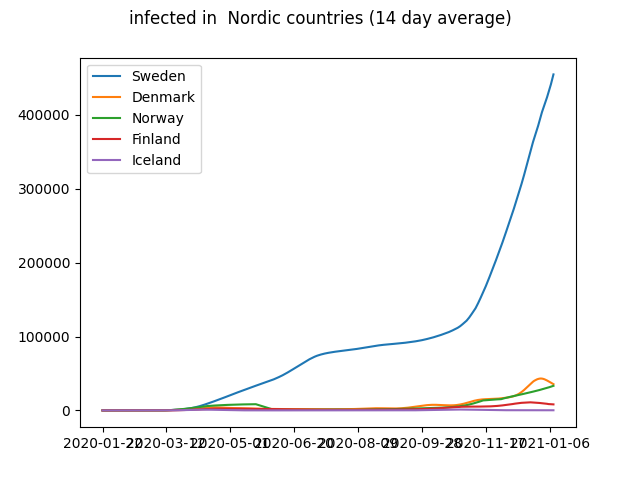 infected in  Nordic countries (14 day average)
Sweden
Denmark
Norway
Finland
Iceland
400000
300000
200000
100000
0
2020-01-22 2020-03-12 2020-05-01 2020-06-20 2020-08-09 2020-09-28 2020-11-17 2021-01-06